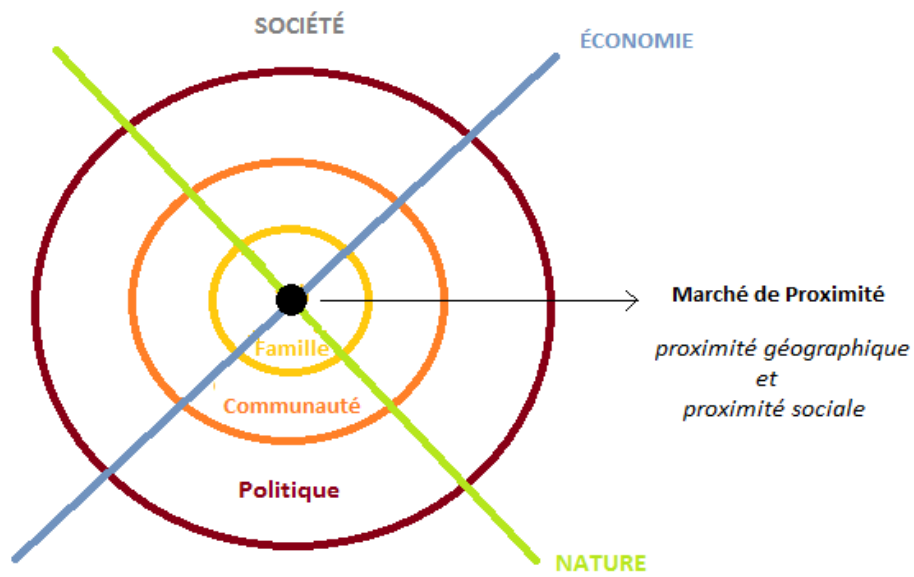 SOCIÉTÉ
ÉCONOMIE
Marché de Proximité
proximité géographique
et
proximité sociale
Famille
Communauté
Politique
NATURE